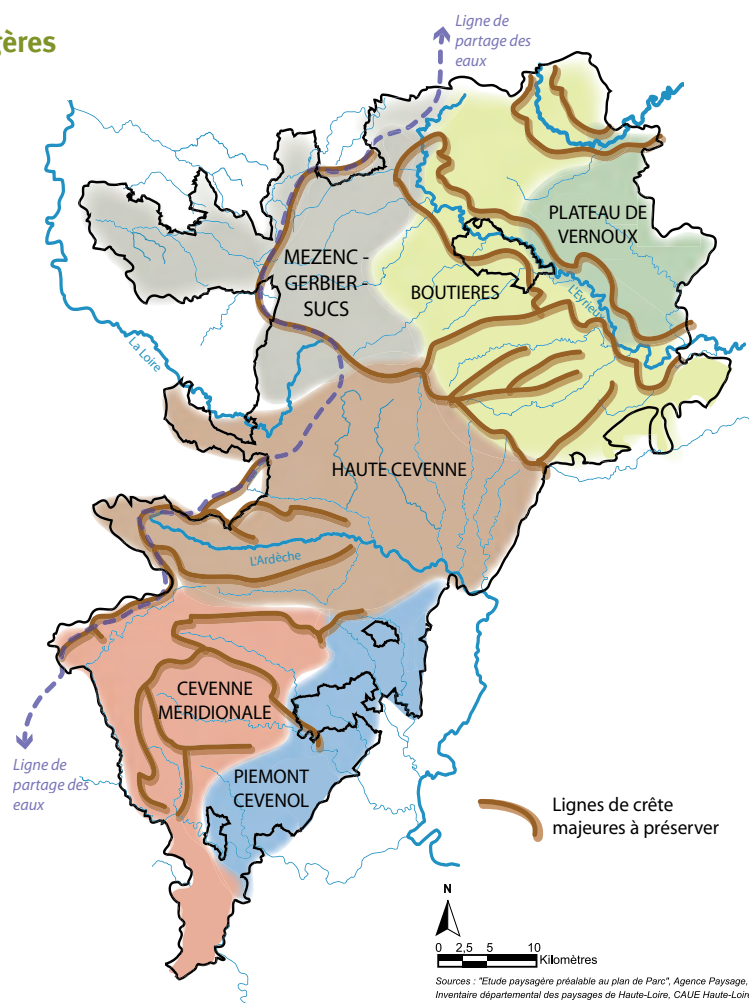 gères
Ligne de
partage des
eaux
PLATEAU DE
VERNOUX
MEZENC -
GERBIER -
SUCS
BOUTIERES
L'Eyrieux
La Loire
HAUTE CEVENNE
L'Ardèche
CEVENNE
MERIDIONALE
Ligne de
partage des
eaux
PIEMONT
CEVENOL
Lignes de crête
majeures à préserver
N
0 2,5 5 10
Kilomètres
Sources : "Etude paysagère préalable au plan de Parc", Agence Paysage,
Inventaire départemental des paysages de Haute-Loire, CAUE Haute-Loir